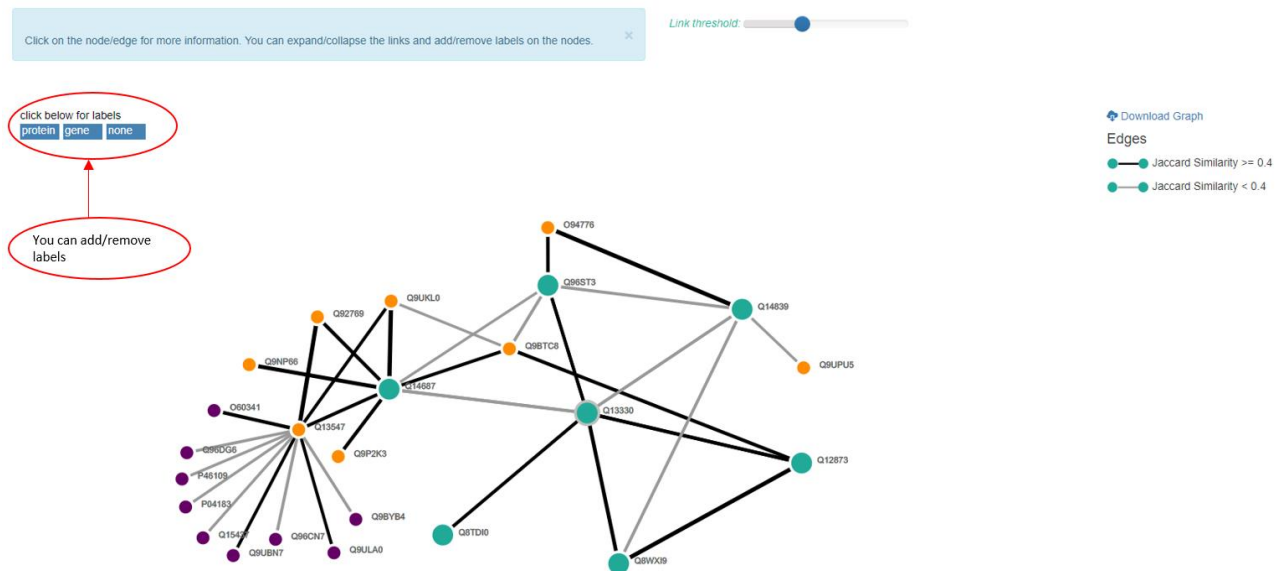 Link threshold:
Click on the node/edge for more information. You can expand/collapse the links and add/remove labels on the nodes. ×
click below for labels
protein gene none
Download Graph
Edges
Jaccard Similarity >= 0.4
Jaccard Similarity < 0.4
You can add/remove
labels
O94776
Q96ST3
Q14839
Q9UKL0
Q92769
Q9BTC8
Q9NP66
Q9UPU5
Q14687
O60341
Q13330
Q13547
Q96DG6
Q9P2K3
Q12873
P46109
P04183
Q9BYB4
Q8TDI0
Q15427
Q96CN7
Q9UBN7
Q9ULA0
Q8WXI9